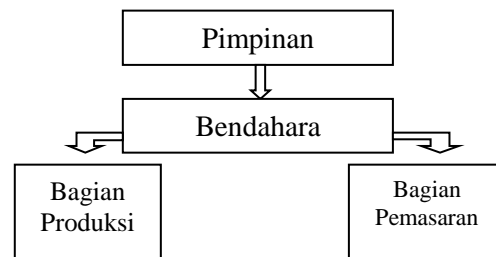 Pimpinan
Bendahara
Bagian
Produksi
Bagian
Pemasaran